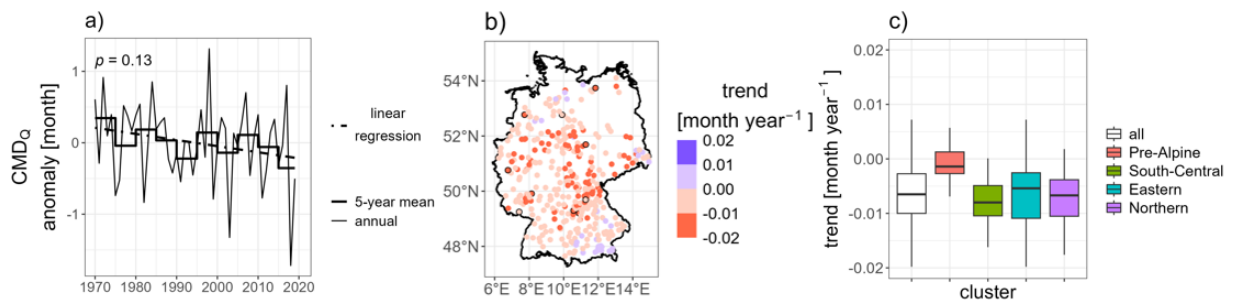 a)
p = 0.13
CMD_Q
anomaly [month]
1
0
-1
1970 1980 1990 2000 2010 2020
linear
regression
5-year mean
annual
b)
54°N
52°N
50°N
48°N
6°E 8°E 10°E 12°E 14°E
trend
[month year⁻¹]
0.02
0.01
0.00
-0.01
-0.02
c)
trend [month year⁻¹]
0.02
0.01
0.00
-0.01
-0.02
cluster
all
Pre-Alpine
South-Central
Eastern
Northern